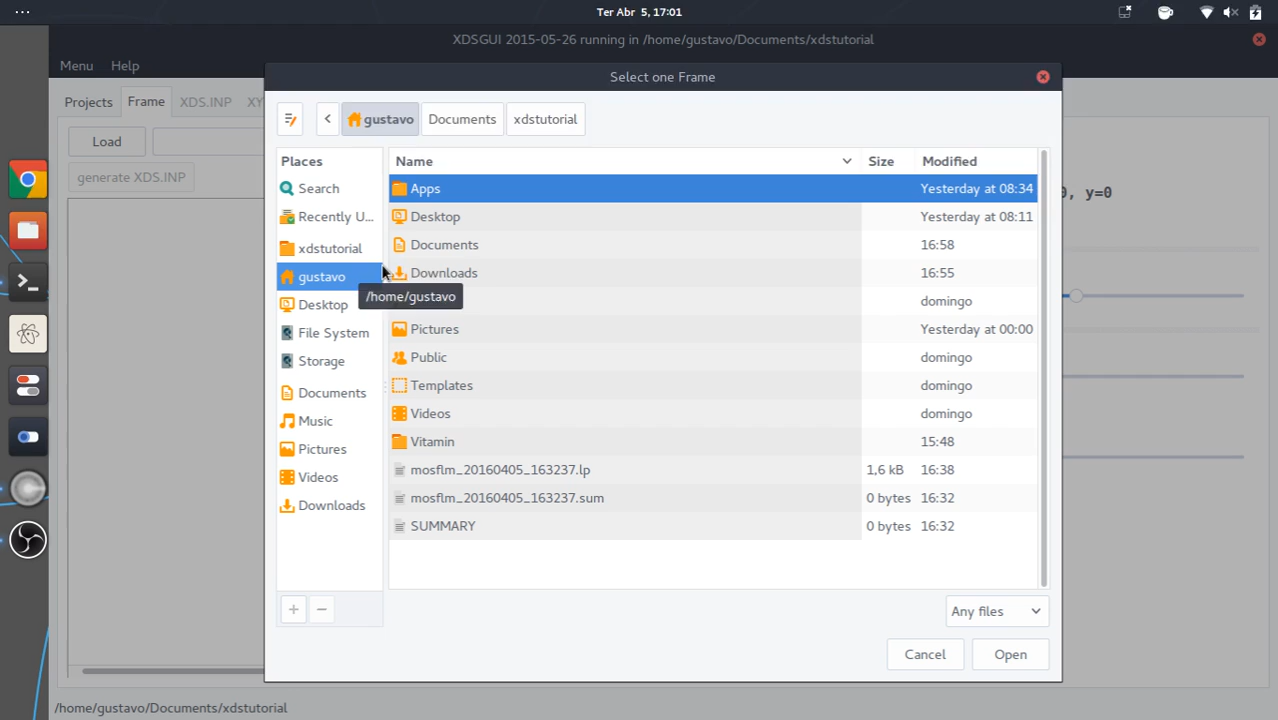 Ter Abr 5, 17:01
XDSGUI 2015-05-26 running in /home/gustavo/Documents/xdstutorial
Menu Help
Select one Frame
Projects Frame XDS.INP
gustavo Documents xdstutorial
Load
generate XDS.INP
Places
Search
Recently U...
xdstutorial
gustavo
Desktop
File System
Storage
Documents
Music
Pictures
Videos
Downloads
Name Size Modified
Apps Yesterday at 08:34
Desktop Yesterday at 08:11
Documents 16:58
Downloads 16:55
domingo
Pictures Yesterday at 00:00
Public domingo
Templates domingo
Videos domingo
Vitamin 15:48
mosflm_20160405_163237.lp 1,6 kB 16:38
mosflm_20160405_163237.sum 0 bytes 16:32
SUMMARY 0 bytes 16:32
/home/gustavo
, y=0
Any files
Cancel Open
/home/gustavo/Documents/xdstutorial